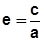 e = c/a